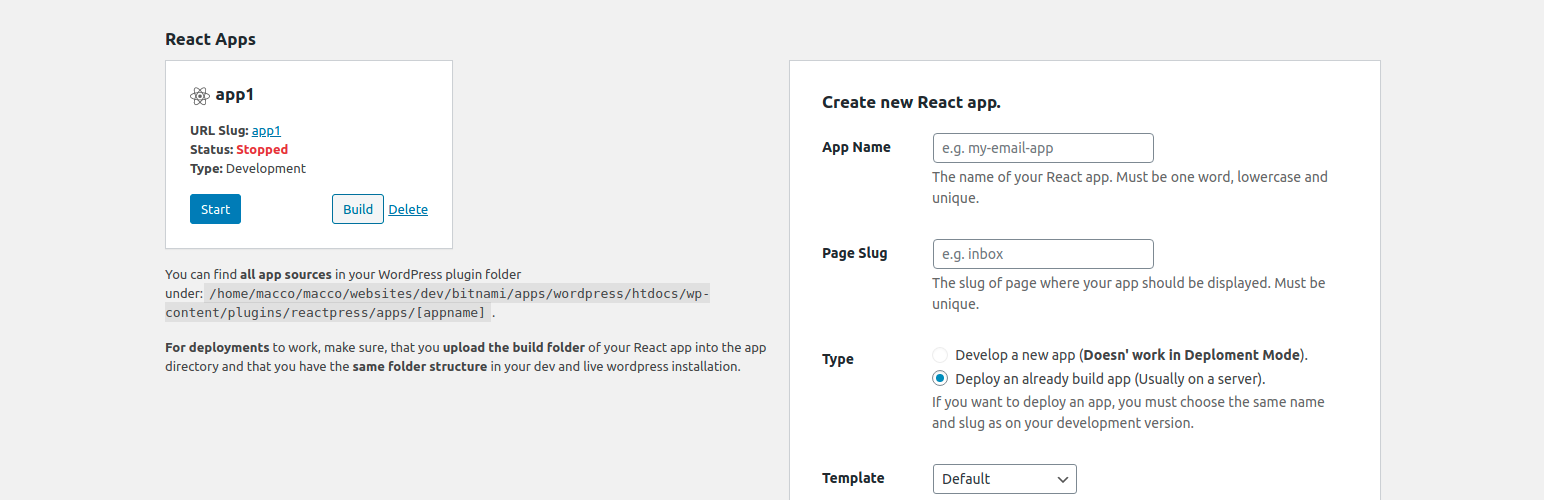 React Apps
app1
URL Slug: app1
Status: Stopped
Type: Development
Start
Build
Delete
You can find all app sources in your WordPress plugin folder
under: /home/macco/macco/websites/dev/bitnami/apps/wordpress/htdocs/wp-
content/plugins/reactpress/apps/[appname] .
For deployments to work, make sure, that you upload the build folder of your React app into the app
directory and that you have the same folder structure in your dev and live wordpress installation.
Create new React app.
App Name
e.g. my-email-app
The name of your React app. Must be one word, lowercase and
unique.
Page Slug
e.g. inbox
The slug of page where your app should be displayed. Must be
unique.
Type
Develop a new app (Doesn' work in Deploment Mode).
Deploy an already build app (Usually on a server).
If you want to deploy an app, you must choose the same name
and slug as on your development version.
Template
Default